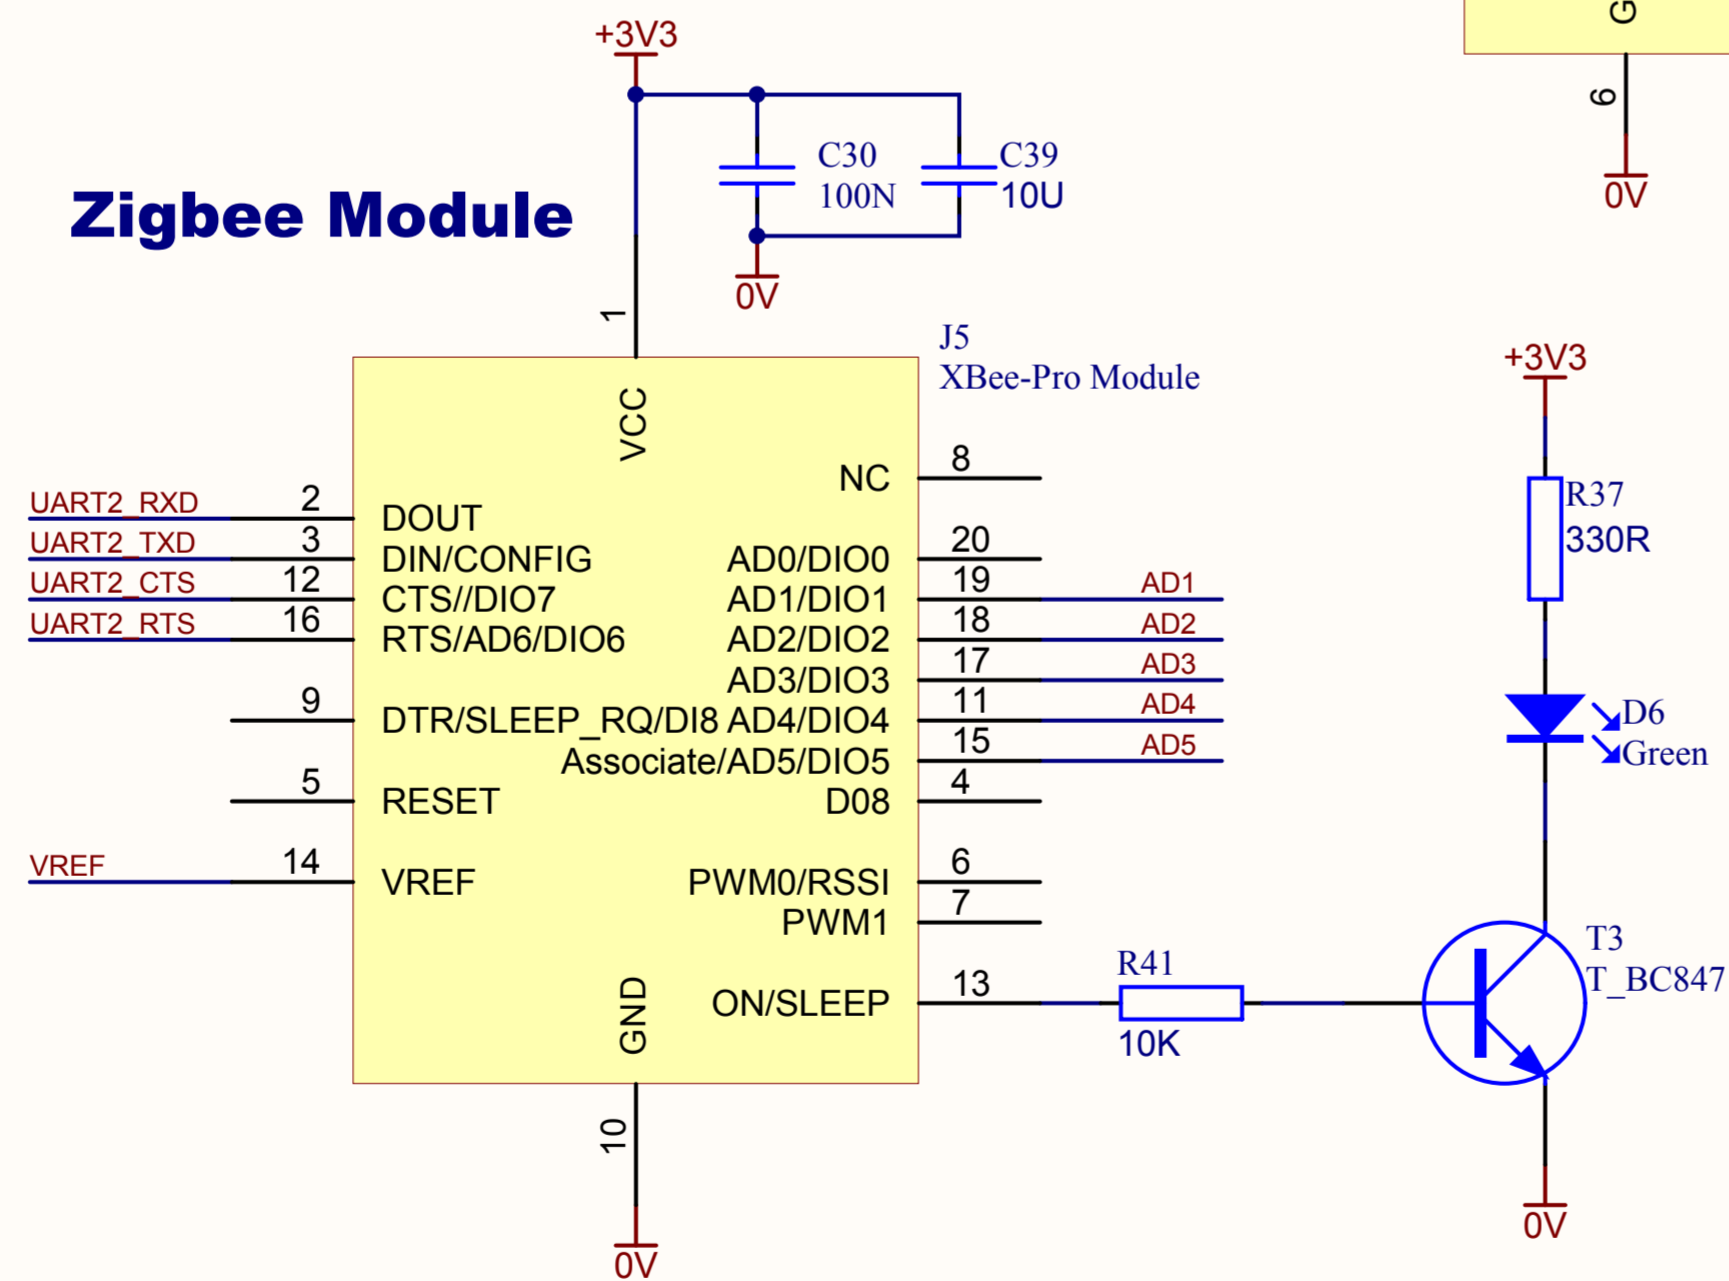 +3V3
G
6
0V
C30
100N
C39
10U
Zigbee Module
0V
1
J5
XBee-Pro Module
VCC
+3V3
NC
8
UART2_RXD
2
DOUT
UART2_TXD
3
DIN/CONFIG
AD0/DIO0
20
UART2_CTS
12
CTS//DIO7
AD1/DIO1
19
AD1
UART2_RTS
16
RTS/AD6/DIO6
AD2/DIO2
18
AD2
AD3/DIO3
17
AD3
9
DTR/SLEEP_RQ/DI8
AD4/DIO4
11
AD4
Associate/AD5/DIO5
15
AD5
5
RESET
D08
4
R37
330R
D6
Green
VREF
14
VREF
PWM0/RSSI
6
PWM1
7
GND
ON/SLEEP
13
R41
10K
T3
T_BC847
10
0V
0V